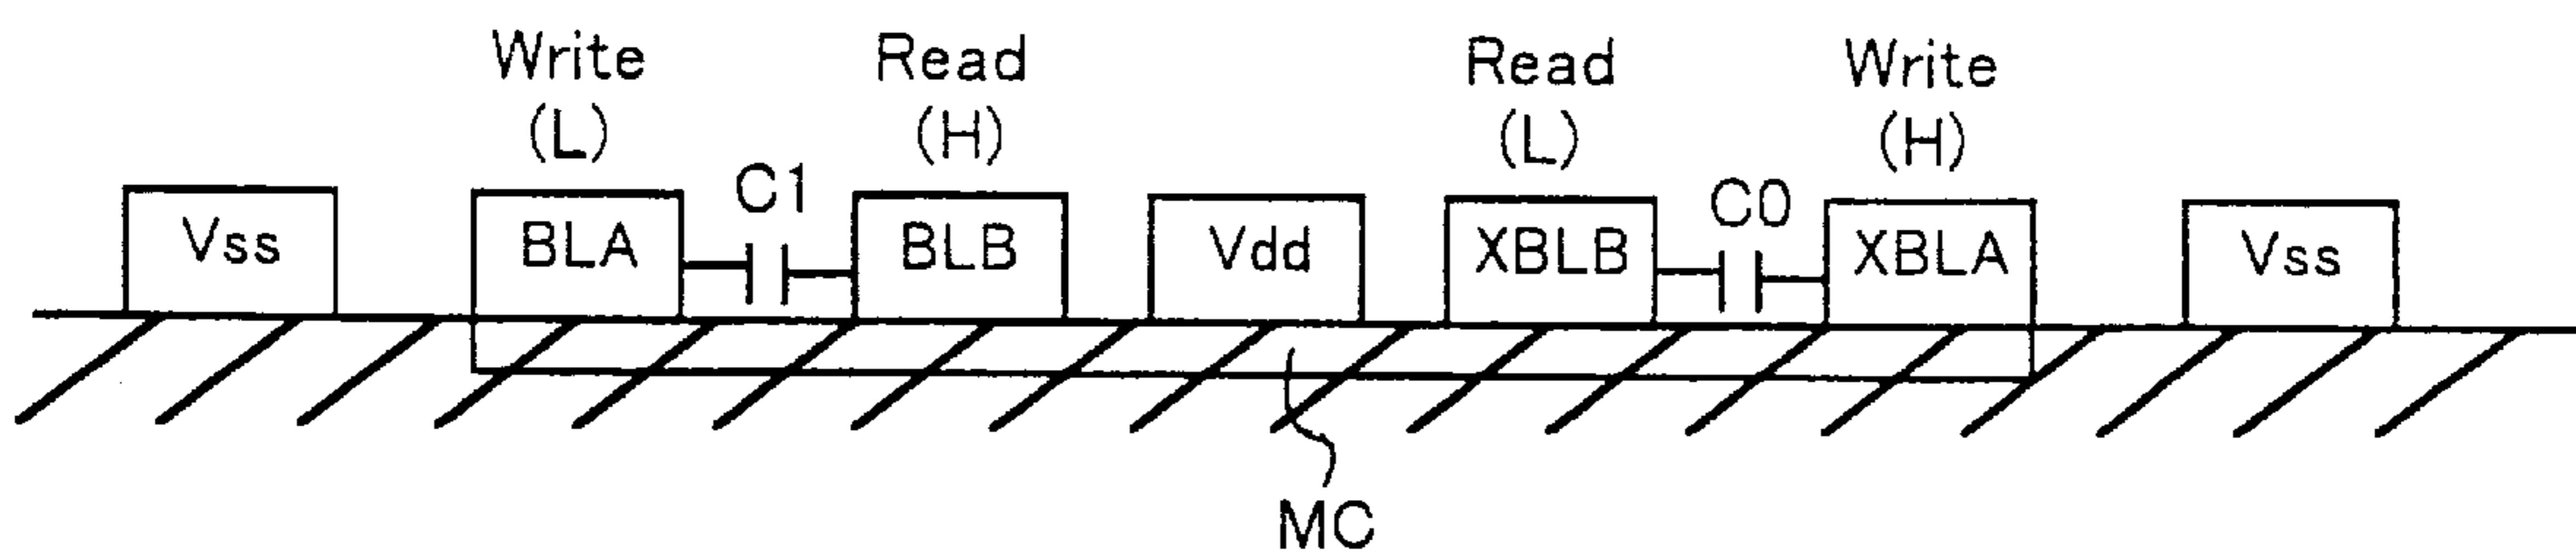 Write Read Read Write
(L) (H) (L) (H)
C1 C0
Vss BLA BLB Vdd XBLB XBLA Vss
MC